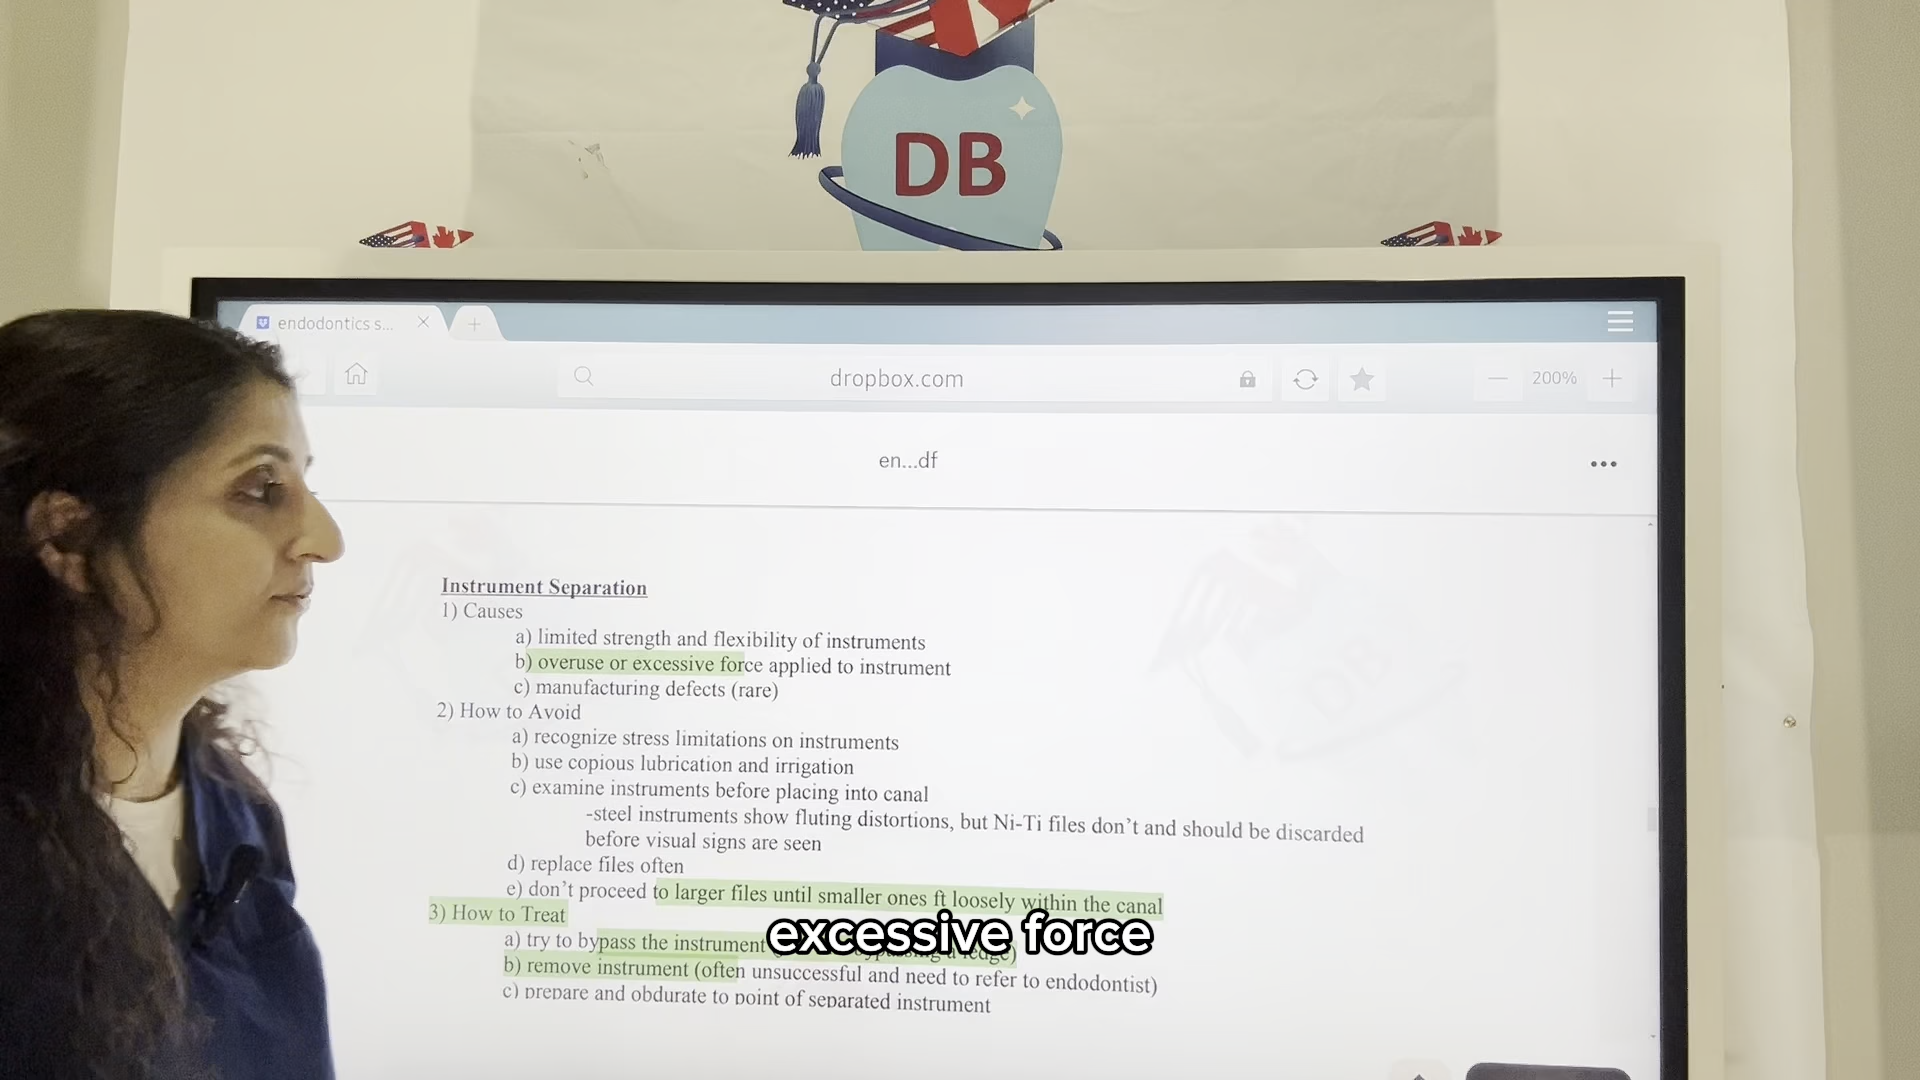 DB
endodontics s...
dropbox.com
200%
en...df
Instrument Separation
1) Causes
a) limited strength and flexibility of instruments
b) overuse or excessive force applied to instrument
c) manufacturing defects (rare)
2) How to Avoid
a) recognize stress limitations on instruments
b) use copious lubrication and irrigation
c) examine instruments before placing into canal
-steel instruments show fluting distortions, but Ni-Ti files don't and should be discarded
before visual signs are seen
d) replace files often
e) don't proceed to larger files until smaller ones ft loosely within the canal
3) How to Treat
excessive force
a) try to bypass the instrument ledge)
b) remove instrument (often unsuccessful and need to refer to endodontist)
c) prepare and obdurate to point of separated instrument